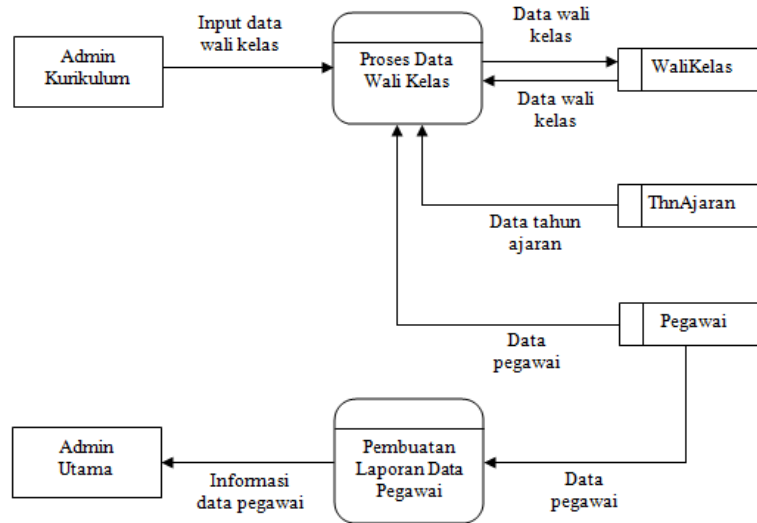 Input data
wali kelas
Data wali
kelas
Admin
Kurikulum
Proses Data
Wali Kelas
WaliKelas
Data wali
kelas
ThnAjaran
Data tahun
ajaran
Pegawai
Data
pegawai
Admin
Utama
Pembuatan
Laporan Data
Pegawai
Informasi
data pegawai
Data
pegawai